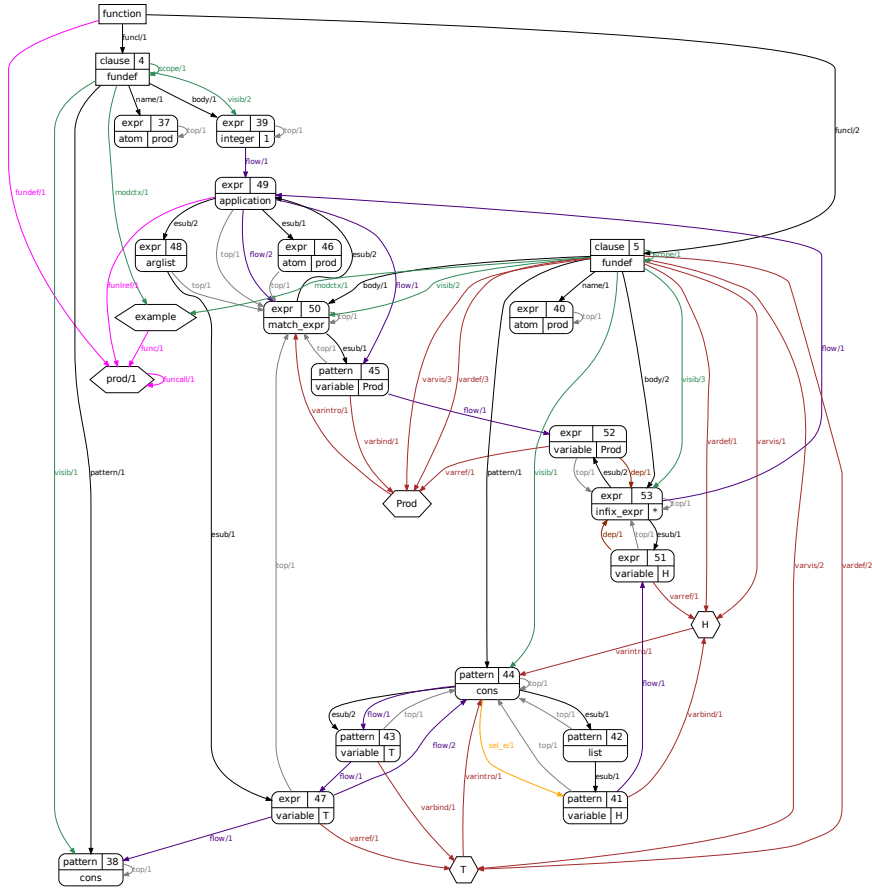 function
funcl/1
clause 4
fundef
scope/1
name/1
body/1
visib/2
expr 37
atom prod
top/1
expr 39
integer 1
top/1
funcl/2
flow/1
fundef/1
modctx/1
expr 49
application
esub/2
esub/1
expr 48
arglist
top/1
flow/2
expr 46
atom prod
esub/2
clause 5
fundef
scope/1
funlref/1
top/1
top/1
modctx/1
body/1
visib/2
flow/1
name/1
example
expr 50
match_expr
top/1
expr 40
atom prod
top/1
func/1
top/1
esub/1
flow/1
prod/1
funcall/1
pattern 45
variable Prod
varvis/3
vardef/3
body/2
visib/3
varintro/1
varbind/1
flow/1
expr 52
variable Prod
vardef/1
varvis/1
visib/1
pattern/1
varref/1
pattern/1
visib/1
top/1
esub/2
dep/1
Prod
expr 53
infix_expr *
top/1
esub/1
dep/1
top/1
esub/1
top/1
expr 51
variable H
varvis/2
vardef/2
varref/1
H
varintro/1
pattern 44
cons
top/1
flow/1
esub/2
flow/1
top/1
top/1
esub/1
varbind/1
pattern 43
variable T
flow/2
sel_e/1
top/1
pattern 42
list
flow/1
varintro/1
esub/1
expr 47
variable T
varbind/1
pattern 41
variable H
flow/1
varref/1
pattern 38
cons
top/1
T